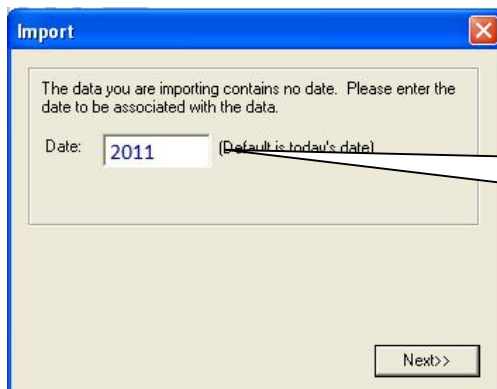 Import
The data you are importing contains no date. Please enter the
date to be associated with the data.
Date: 2011 (Default is today's date)
Next>>